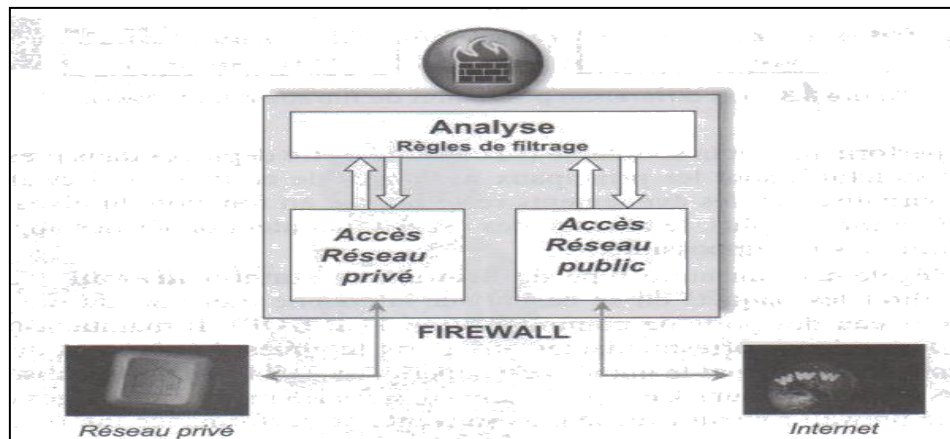 Analyse
Règles de filtrage
Accès
Réseau
privé
Accès
Réseau
public
FIREWALL
WWW
Réseau privé
Internet